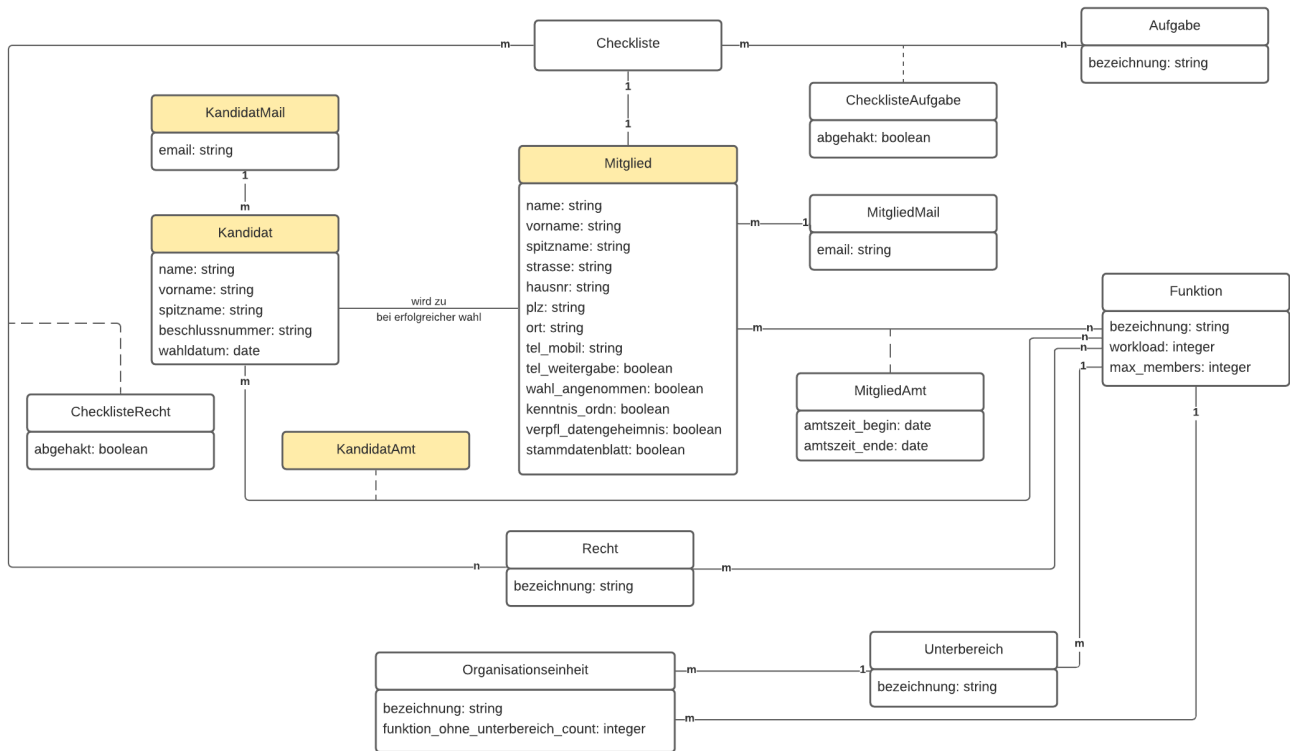 Checkliste
m
m
n
Aufgabe
bezeichnung: string
1
1
ChecklisteAufgabe
abgehakt: boolean
KandidatMail
email: string
1
m
Kandidat
name: string
vorname: string
spitzname: string
beschlussnummer: string
wahldatum: date
m
wird zu
bei erfolgreicher wahl
Mitglied
name: string
vorname: string
spitzname: string
strasse: string
hausnr: string
plz: string
ort: string
tel_mobil: string
tel_weitergabe: boolean
wahl_angenommen: boolean
kenntnis_ordn: boolean
verpfl_datengeheimnis: boolean
stammdatenblatt: boolean
m
1
MitgliedMail
email: string
m
n
n
n
1
Funktion
bezeichnung: string
workload: integer
max_members: integer
1
MitgliedAmt
amtszeit_begin: date
amtszeit_ende: date
ChecklisteRecht
abgehakt: boolean
KandidatAmt
n
Recht
bezeichnung: string
m
m
Unterbereich
bezeichnung: string
1
m
Organisationseinheit
bezeichnung: string
funktion_ohne_unterbereich_count: integer
m